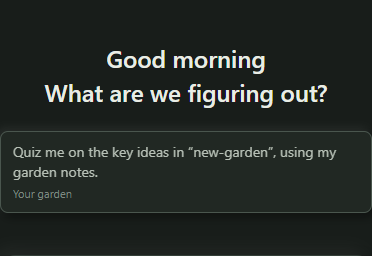 Good morning
What are we figuring out?
Quiz me on the key ideas in “new-garden”, using my
garden notes.
Your garden